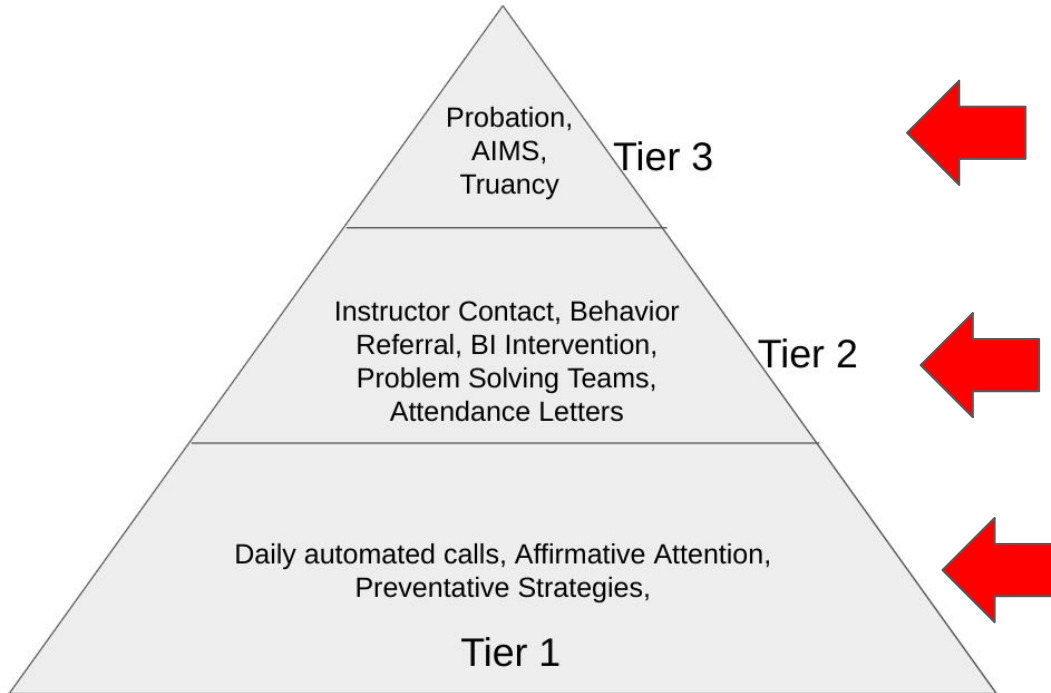 Probation,
AIMS,
Truancy
Tier 3
Instructor Contact, Behavior
Referral, BI Intervention,
Problem Solving Teams,
Attendance Letters
Tier 2
Daily automated calls, Affirmative Attention,
Preventative Strategies,
Tier 1